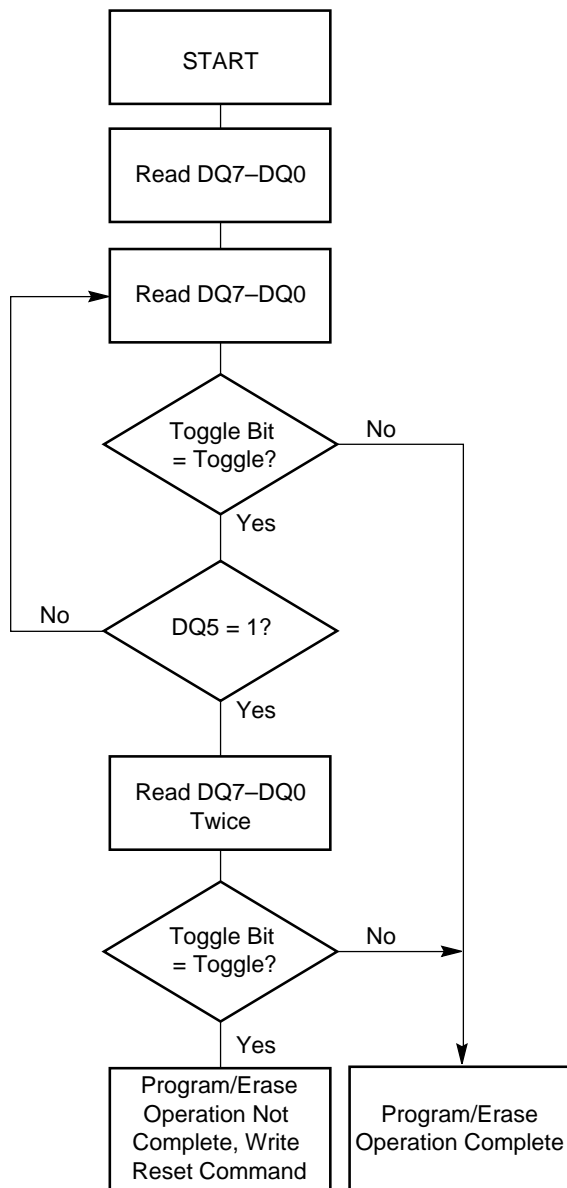 START
Read DQ7–DQ0
Read DQ7–DQ0
Toggle Bit
= Toggle?
No
Yes
No
DQ5 = 1?
Yes
Read DQ7–DQ0
Twice
Toggle Bit
= Toggle?
No
Yes
Program/Erase
Operation Not
Complete, Write
Reset Command
Program/Erase
Operation Complete